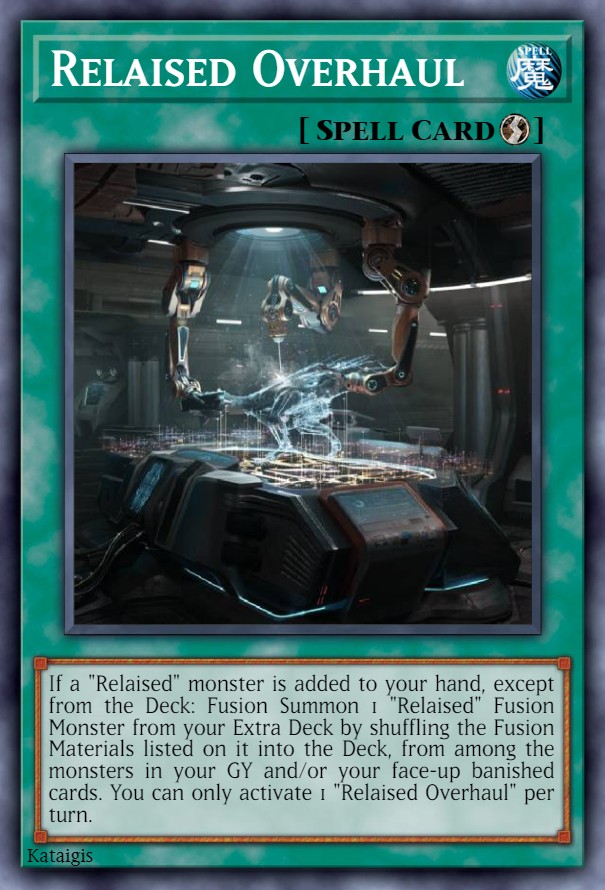 Relaised Overhaul
SPELL
魔
[ Spell Card ]
If a "Relaised" monster is added to your hand, except
from the Deck: Fusion Summon 1 "Relaised" Fusion
Monster from your Extra Deck by shuffling the Fusion
Materials listed on it into the Deck, from among the
monsters in your GY and/or your face-up banished
cards. You can only activate 1 "Relaised Overhaul" per
turn.
Kataigis